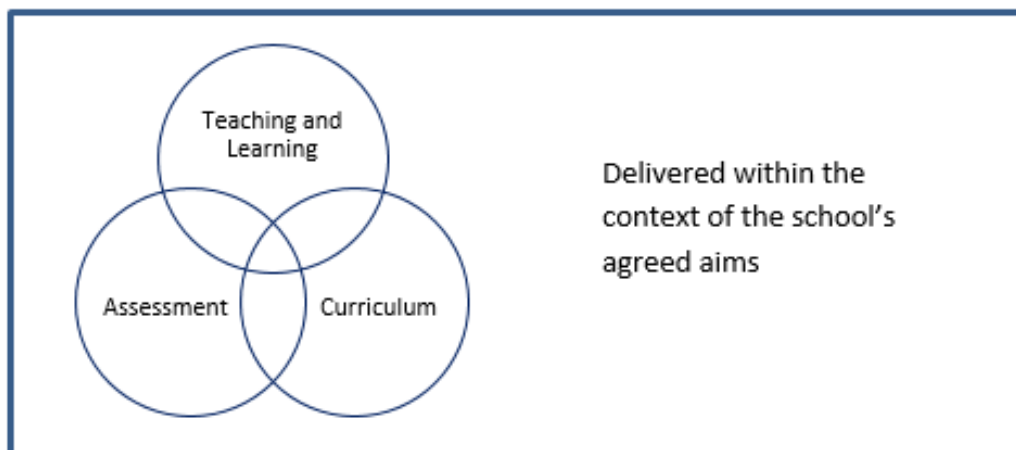 Teaching and
Learning
Delivered within the
context of the school’s
agreed aims
Assessment
Curriculum